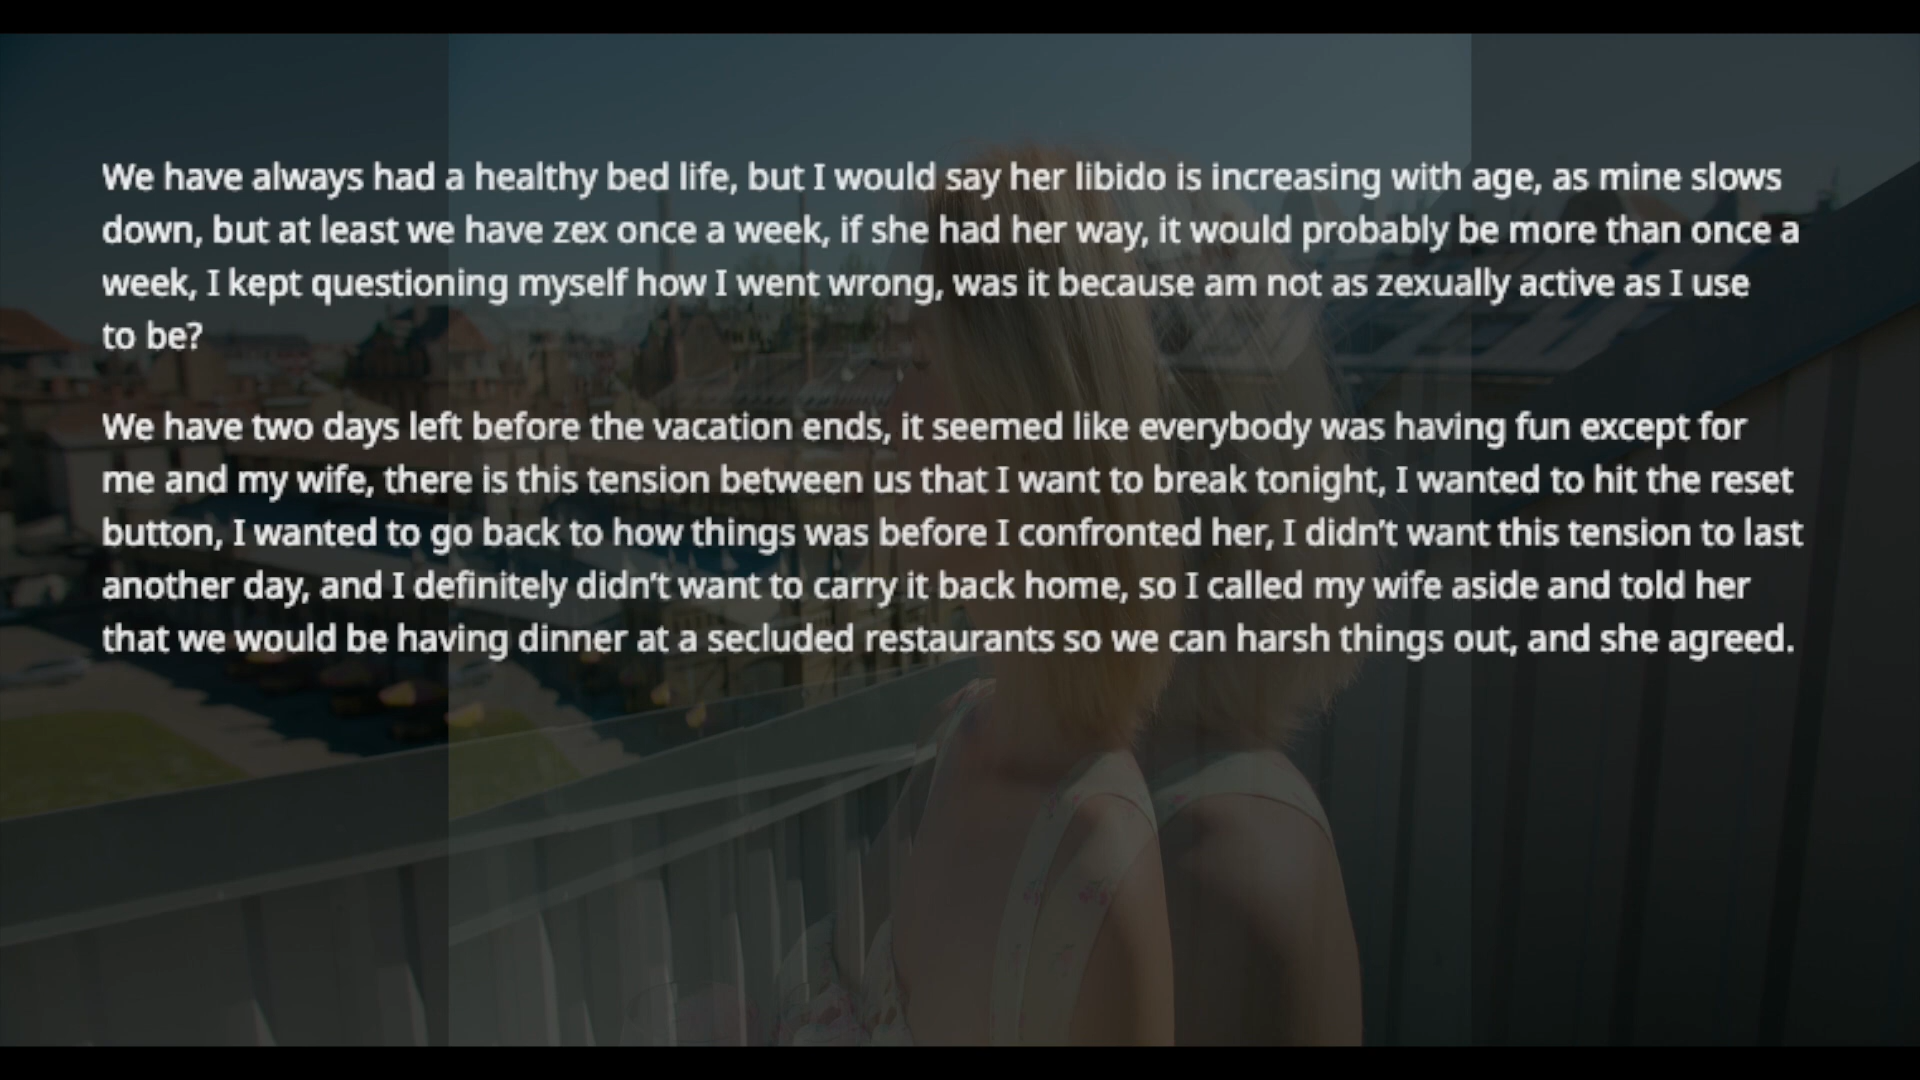 We have always had a healthy bed life, but I would say her libido is increasing with age, as mine slows
down, but at least we have zex once a week, if she had her way, it would probably be more than once a
week, I kept questioning myself how I went wrong, was it because am not as zexually active as I use
to be?
We have two days left before the vacation ends, it seemed like everybody was having fun except for
me and my wife, there is this tension between us that I want to break tonight, I wanted to hit the reset
button, I wanted to go back to how things was before I confronted her, I didn’t want this tension to last
another day, and I definitely didn’t want to carry it back home, so I called my wife aside and told her
that we would be having dinner at a secluded restaurants so we can harsh things out, and she agreed.